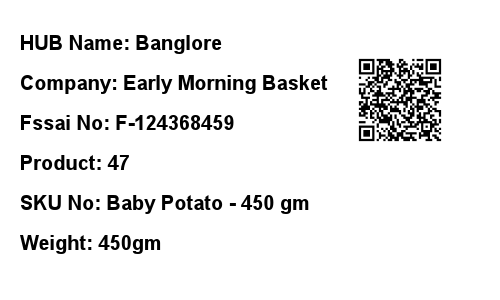 HUB Name: Banglore
Company: Early Morning Basket
Fssai No: F-124368459
Product: 47
SKU No: Baby Potato - 450 gm
Weight: 450gm